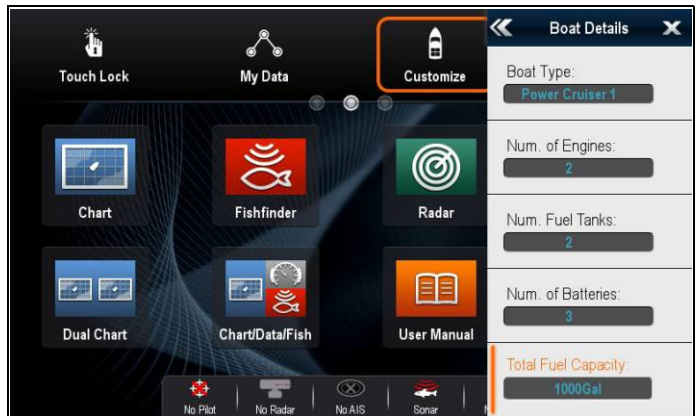 Touch Lock
My Data
Customize
Chart
Fishfinder
Radar
Dual Chart
Chart/Data/Fish
User Manual
No Pilot
No Radar
No AIS
Sonar
Boat Details
Boat Type:
Power Cruiser 1
Num. of Engines:
2
Num. Fuel Tanks:
2
Num. of Batteries:
3
Total Fuel Capacity:
1000Gal